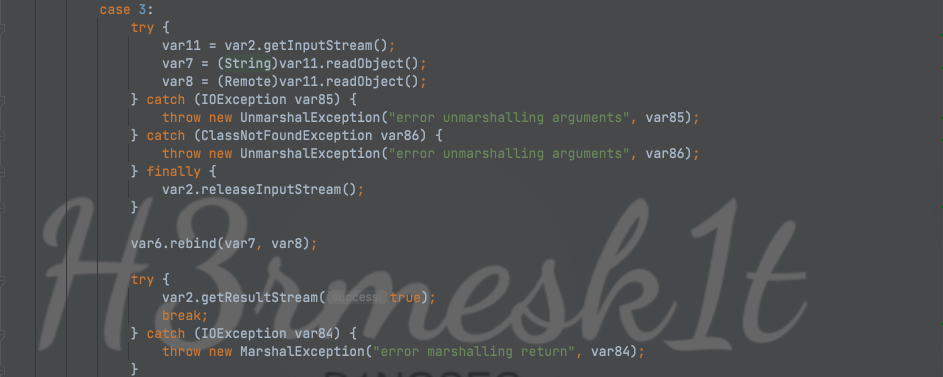 case 3:
try {
var11 = var2.getInputStream();
var7 = (String)var11.readObject();
var8 = (Remote)var11.readObject();
} catch (IOException var85) {
throw new UnmarshalException("error unmarshalling arguments", var85);
} catch (ClassNotFoundException var86) {
throw new UnmarshalException("error unmarshalling arguments", var86);
} finally {
var2.releaseInputStream();
}
var6.rebind(var7, var8);
try {
var2.getResultStream( success: true);
break;
} catch (IOException var84) {
throw new MarshalException("error marshalling return", var84);
}
H3rmesk1t